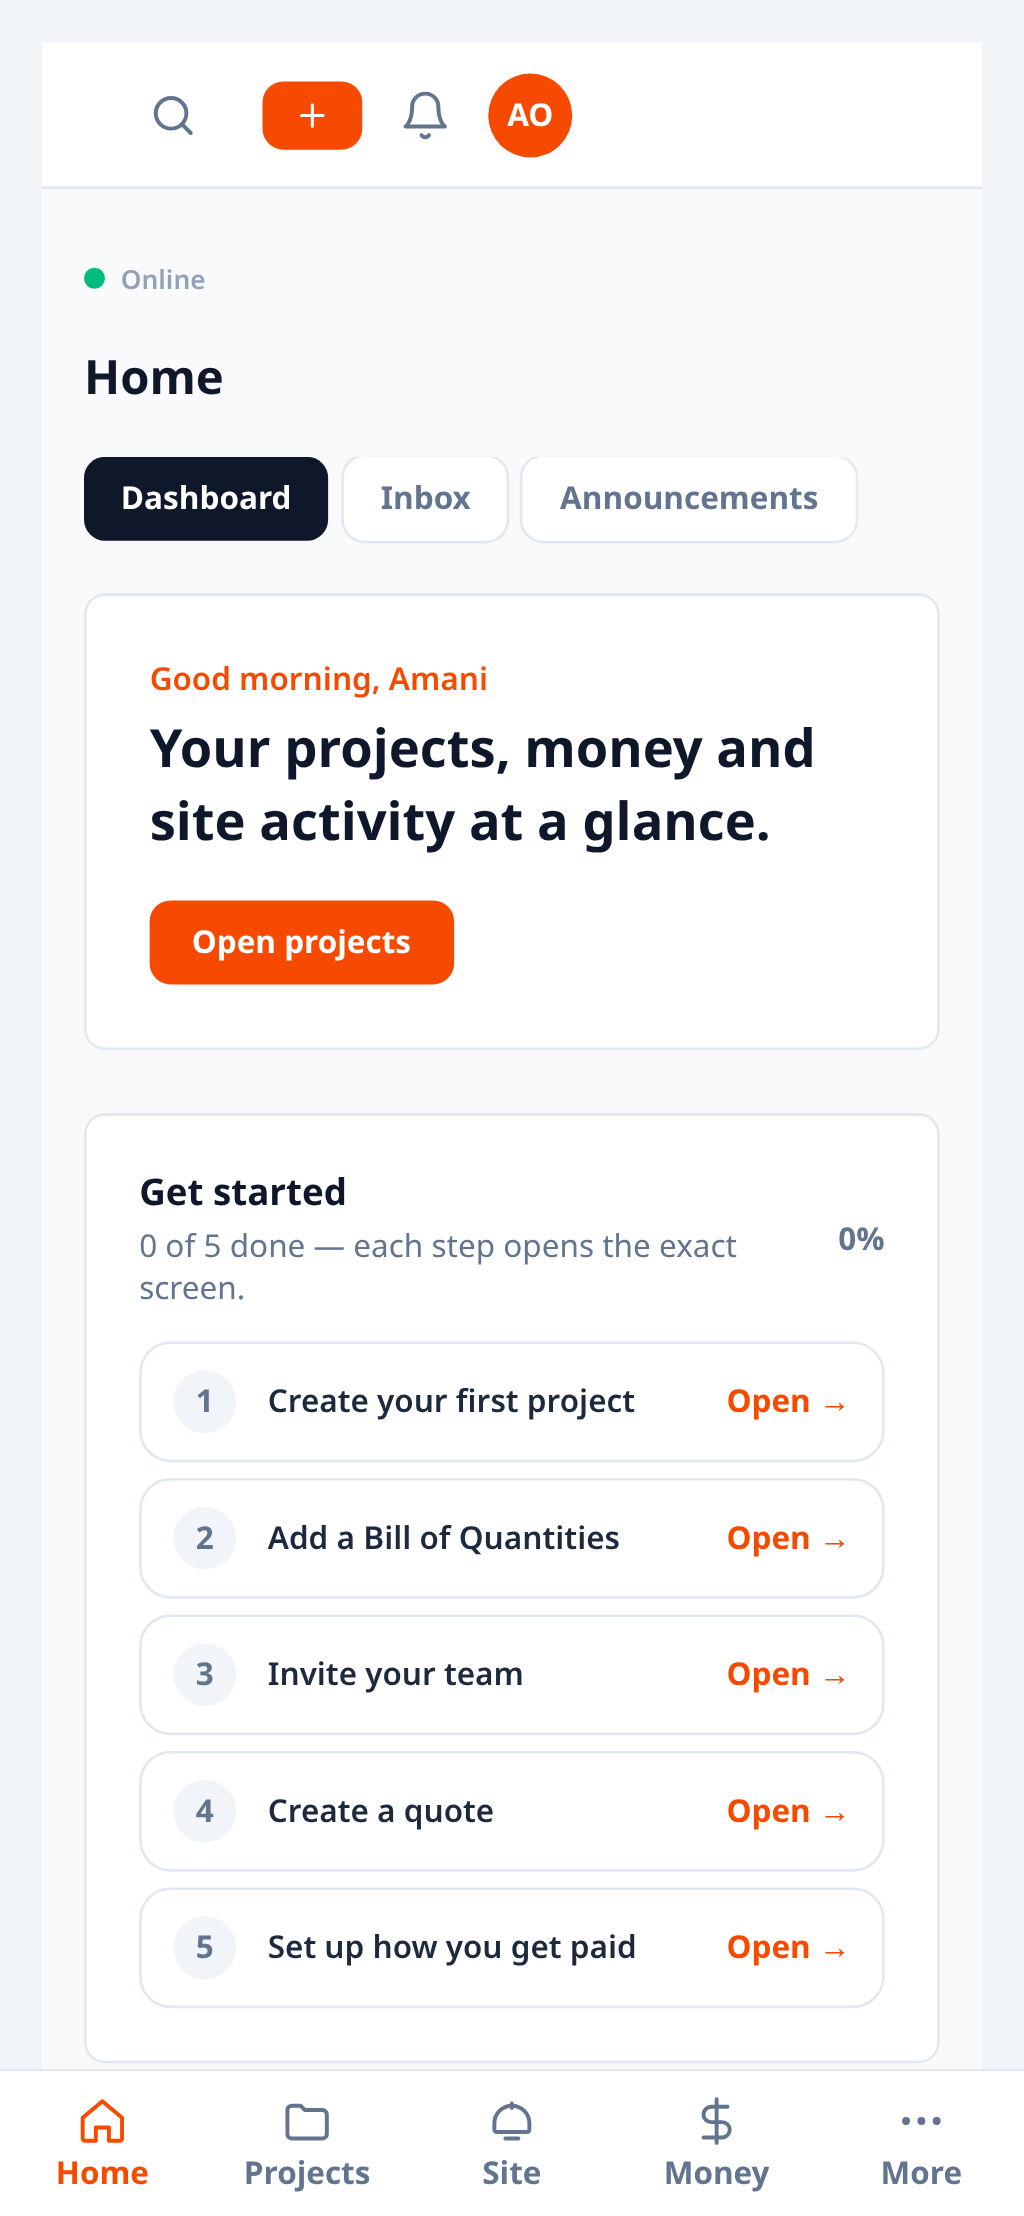 AO
Online
Home
Dashboard
Inbox
Announcements
Good morning, Amani
Your projects, money and
site activity at a glance.
Open projects
Get started
0 of 5 done — each step opens the exact
screen.
0%
1 Create your first project Open →
2 Add a Bill of Quantities Open →
3 Invite your team Open →
4 Create a quote Open →
5 Set up how you get paid Open →
Home
Projects
Site
Money
More